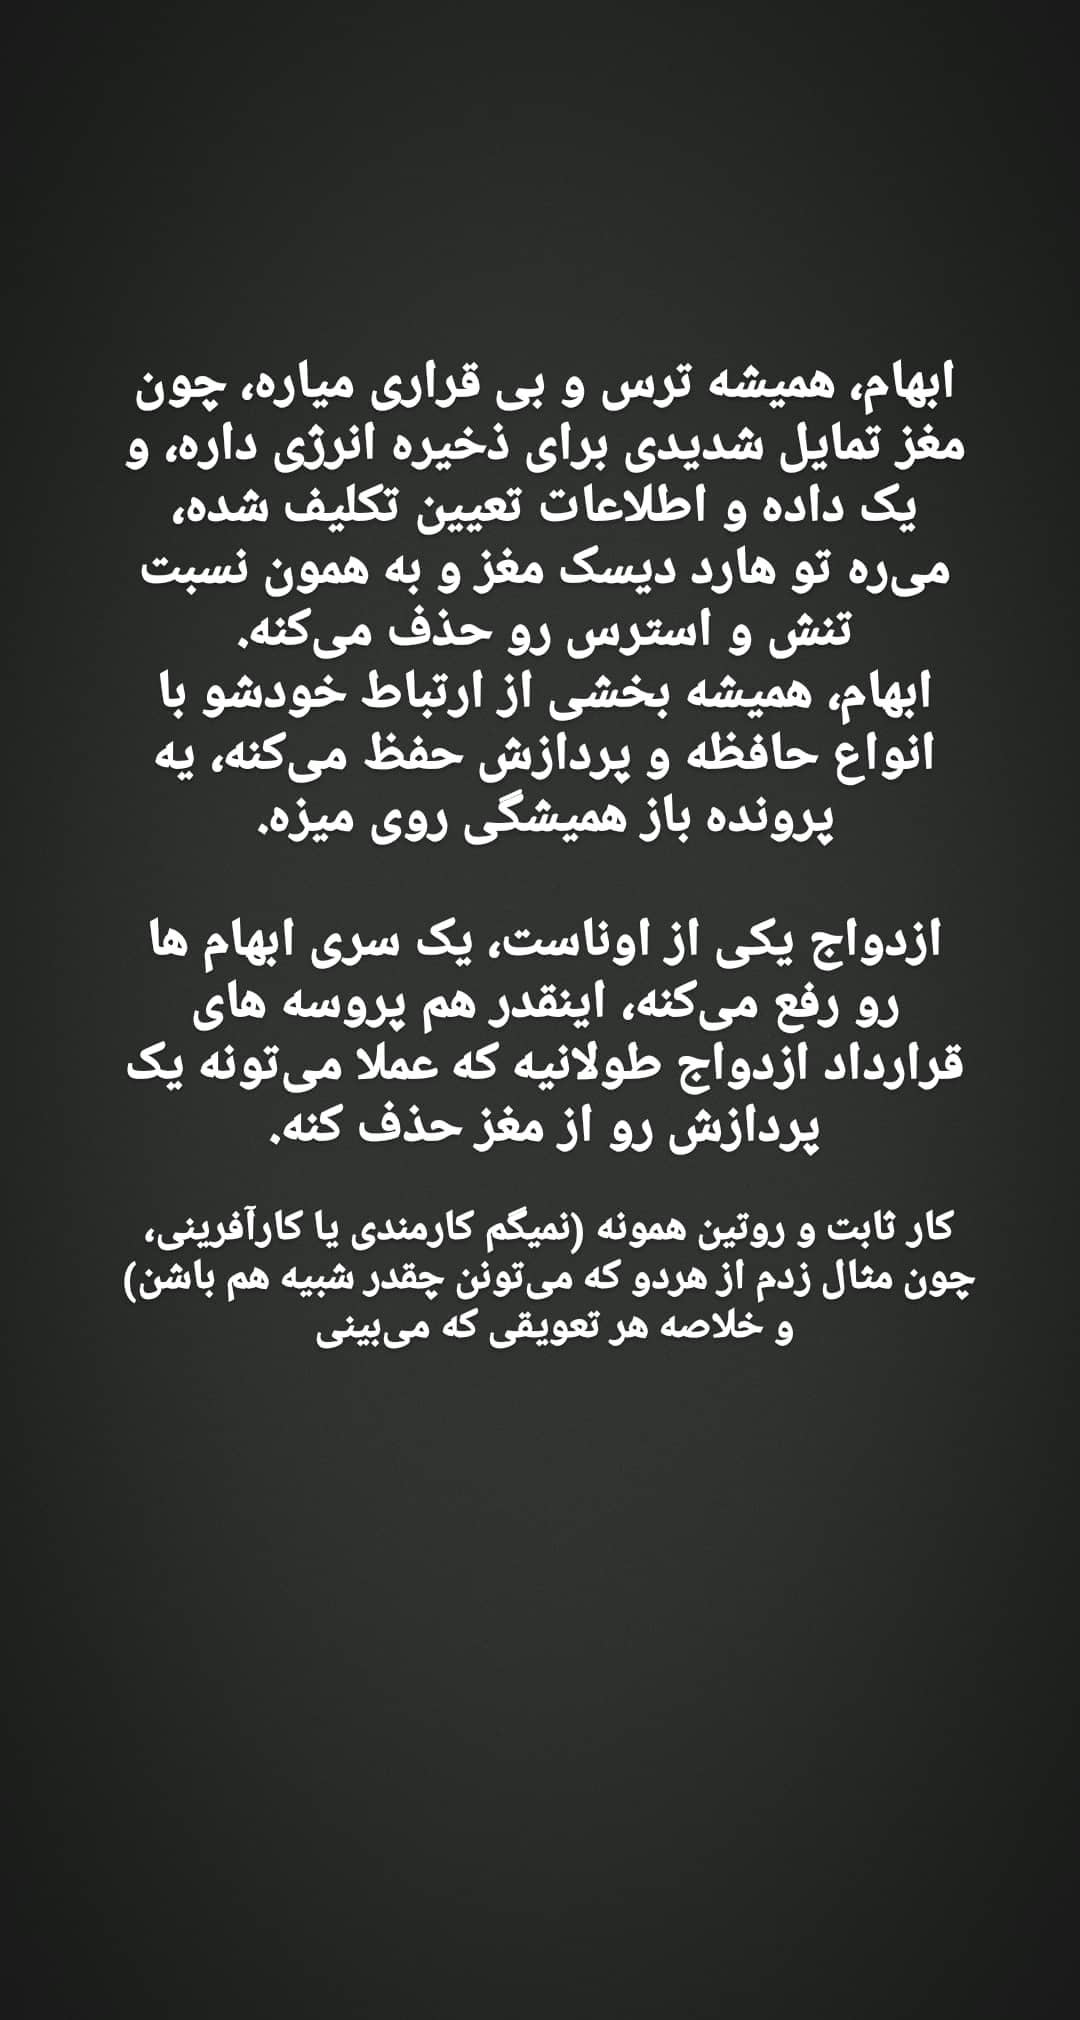 ابهام، همیشه ترس و بی قراری میاره، چون
مغز تمایل شدیدی برای ذخیره انرژی داره، و
یک داده و اطلاعات تعیین تکلیف شده،
می‌ره تو هارد دیسک مغز و به همون نسبت
تنش و استرس رو حذف می‌کنه.
ابهام، همیشه بخشی از ارتباط خودشو با
انواع حافظه و پردازش حفظ می‌کنه، یه
پرونده باز همیشگی روی میزه.
ازدواج یکی از اوناست، یک سری ابهام ها
رو رفع می‌کنه، اینقدر هم پروسه های
قرارداد ازدواج طولانیه که عملا می‌تونه یک
پردازش رو از مغز حذف کنه.
کار ثابت و روتین همونه (نمیگم کارمندی یا کارآفرینی،
چون مثال زدم از هردو که می‌تونن چقدر شبیه هم باشن)
و خلاصه هر تعویقی که می‌بینی